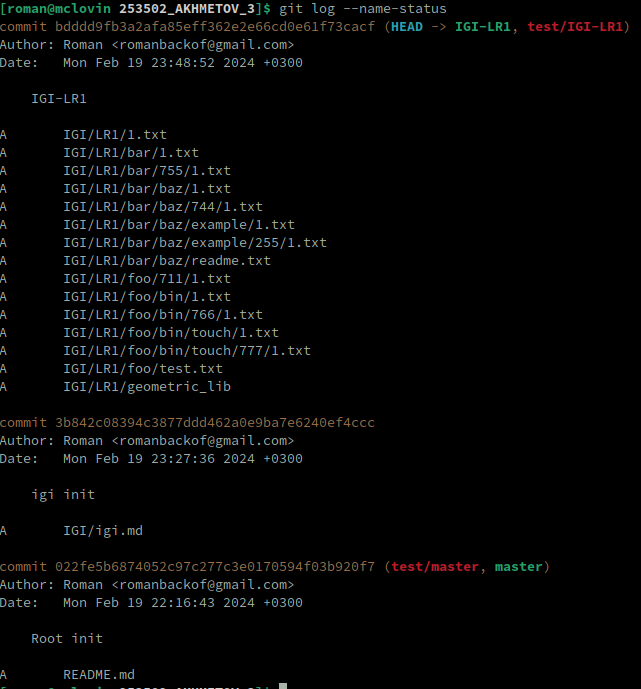 [roman@mclovin 253502_AKHMETOV_3]$ git log --name-status
commit bdddd9fb3a2afa85eff362e2e66cd0e61f73cacf (HEAD -> IGI-LR1, test/IGI-LR1)
Author: Roman <romanbackof@gmail.com>
Date:   Mon Feb 19 23:48:52 2024 +0300
IGI-LR1
A       IGI/LR1/1.txt
A       IGI/LR1/bar/1.txt
A       IGI/LR1/bar/755/1.txt
A       IGI/LR1/bar/baz/1.txt
A       IGI/LR1/bar/baz/744/1.txt
A       IGI/LR1/bar/baz/example/1.txt
A       IGI/LR1/bar/baz/example/255/1.txt
A       IGI/LR1/bar/baz/readme.txt
A       IGI/LR1/foo/711/1.txt
A       IGI/LR1/foo/bin/1.txt
A       IGI/LR1/foo/bin/766/1.txt
A       IGI/LR1/foo/bin/touch/1.txt
A       IGI/LR1/foo/bin/touch/777/1.txt
A       IGI/LR1/foo/test.txt
A       IGI/LR1/geometric_lib
commit 3b842c08394c3877ddd462a0e9ba7e6240ef4ccc
Author: Roman <romanbackof@gmail.com>
Date:   Mon Feb 19 23:27:36 2024 +0300
igi init
A       IGI/igi.md
commit 022fe5b6874052c97c277c3e0170594f03b920f7 (test/master, master)
Author: Roman <romanbackof@gmail.com>
Date:   Mon Feb 19 22:16:43 2024 +0300
Root init
A       README.md